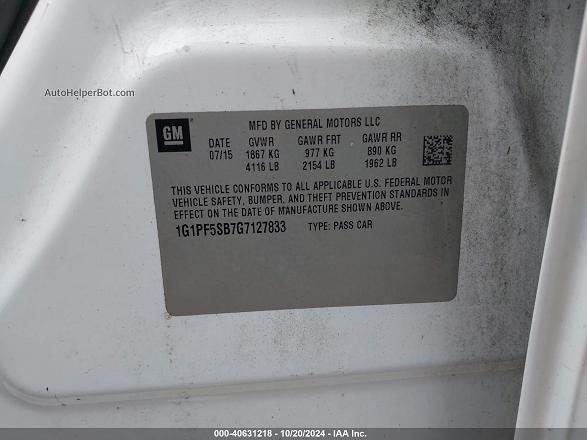 AutoHelperBot.com
GM
MFD BY GENERAL MOTORS LLC
DATE GVWR GAWR FRT GAWR RR
07/15 1867 KG 977 KG 890 KG
4116 LB 2154 LB 1962 LB
THIS VEHICLE CONFORMS TO ALL APPLICABLE U.S. FEDERAL MOTOR
VEHICLE SAFETY, BUMPER, AND THEFT PREVENTION STANDARDS IN
EFFECT ON THE DATE OF MANUFACTURE SHOWN ABOVE.
1G1PF5SB7G7127833 TYPE: PASS CAR
000-40631218 - 10/20/2024 - IAA Inc.